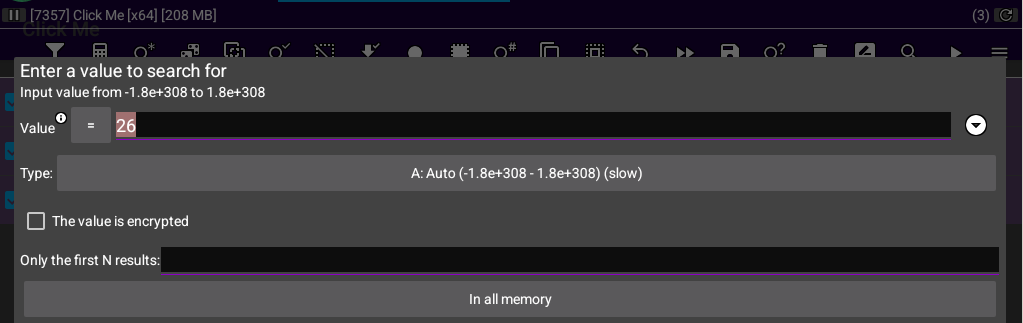 [7357] Click Me [x64] [208 MB] (3)
Click Me
Enter a value to search for
Input value from -1.8e+308 to 1.8e+308
Value = 26
Type: A: Auto (-1.8e+308 - 1.8e+308) (slow)
The value is encrypted
Only the first N results:
In all memory